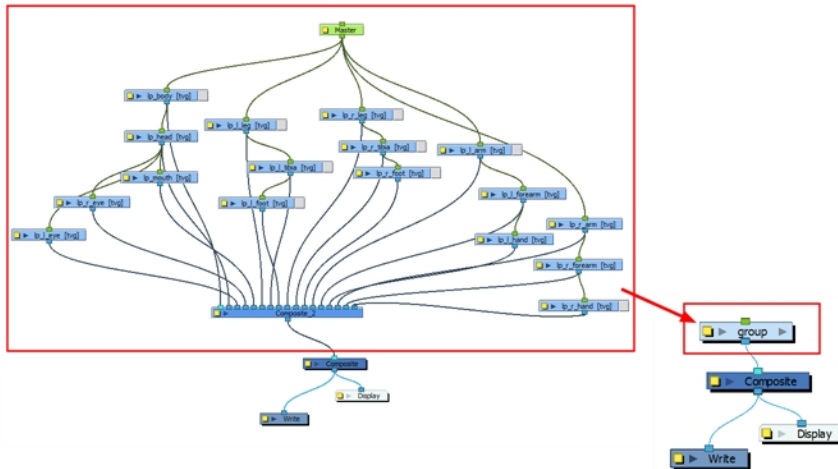 Master
lp_body [tvg]
lp_l_leg [tvg]
lp_r_leg [tvg]
lp_head [tvg]
lp_r_tibia [tvg]
lp_l_arm [tvg]
lp_mouth [tvg]
lp_l_tibia [tvg]
lp_r_foot [tvg]
lp_r_eye [tvg]
lp_l_foot [tvg]
lp_l_forearm [tvg]
lp_l_eye [tvg]
lp_l_hand [tvg]
lp_r_arm [tvg]
lp_r_forearm [tvg]
lp_r_hand [tvg]
Composite_2
Composite
Display
Write
group
Composite
Display
Write